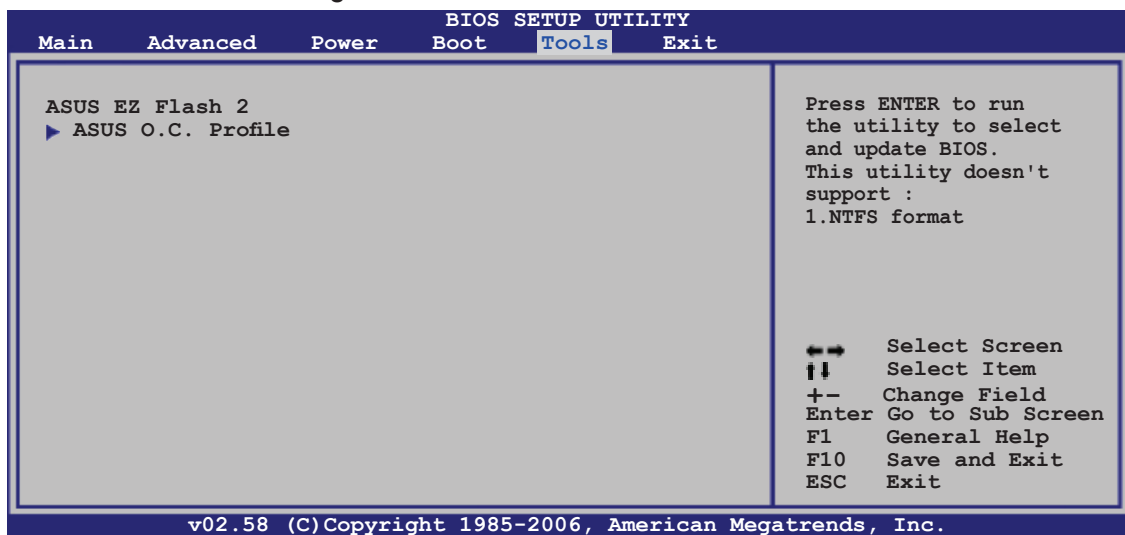 BIOS SETUP UTILITY
Main Advanced Power Boot Tools Exit
ASUS EZ Flash 2
ASUS O.C. Profile
Press ENTER to run
the utility to select
and update BIOS.
This utility doesn't
support :
1.NTFS format
←→ Select Screen
↑↓ Select Item
+- Change Field
Enter Go to Sub Screen
F1 General Help
F10 Save and Exit
ESC Exit
v02.58 (C)Copyright 1985-2006, American Megatrends, Inc.